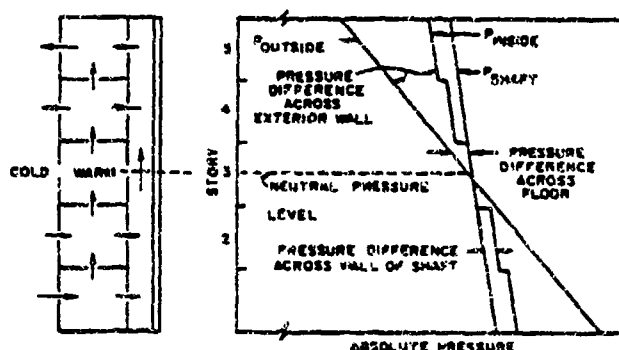 COLD
WARM
STORY
5
4
3
2
P OUTSIDE
PRESSURE
DIFFERENCE
ACROSS
EXTERIOR WALL
P INSIDE
P SHAFT
PRESSURE
DIFFERENCE
ACROSS
FLOOR
NEUTRAL PRESSURE
LEVEL
PRESSURE DIFFERENCE
ACROSS WALL OF SHAFT
ABSOLUTE PRESSURE